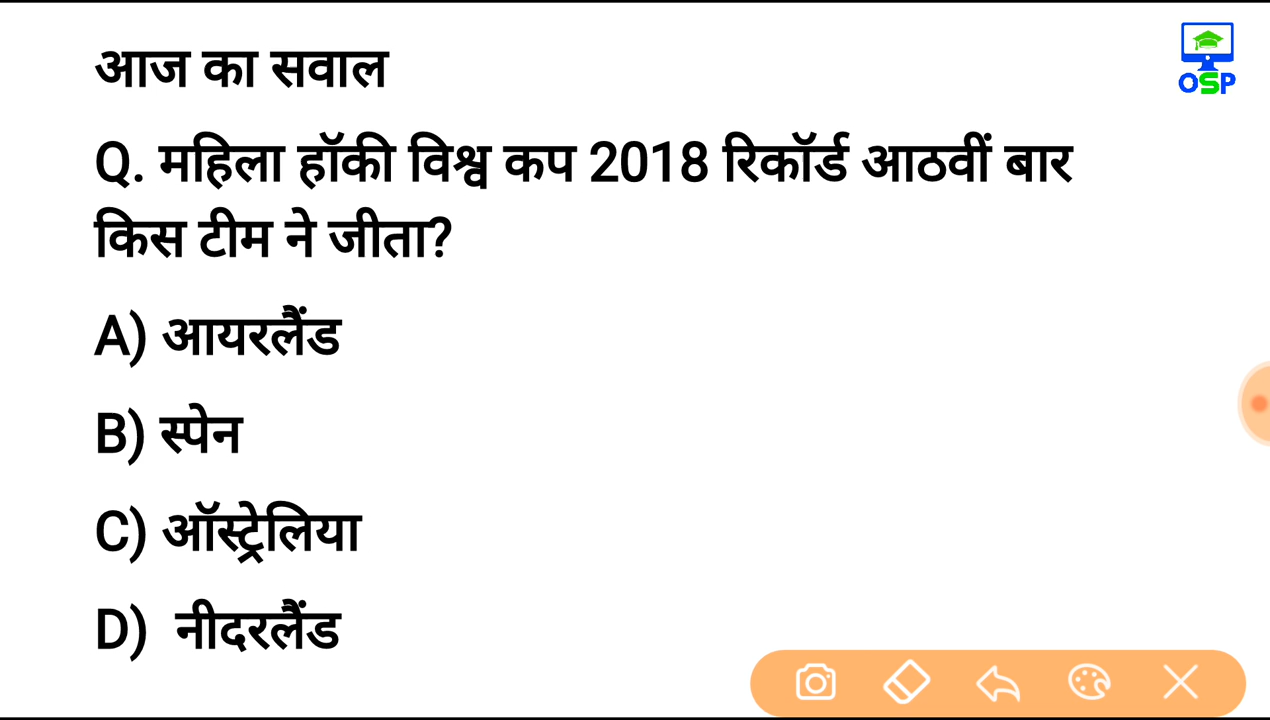 आज का सवाल
OSP
Q. महिला हॉकी विश्व कप 2018 रिकॉर्ड आठवीं बार
किस टीम ने जीता?
A) आयरलैंड
B) स्पेन
C) ऑस्ट्रेलिया
D) नीदरलैंड